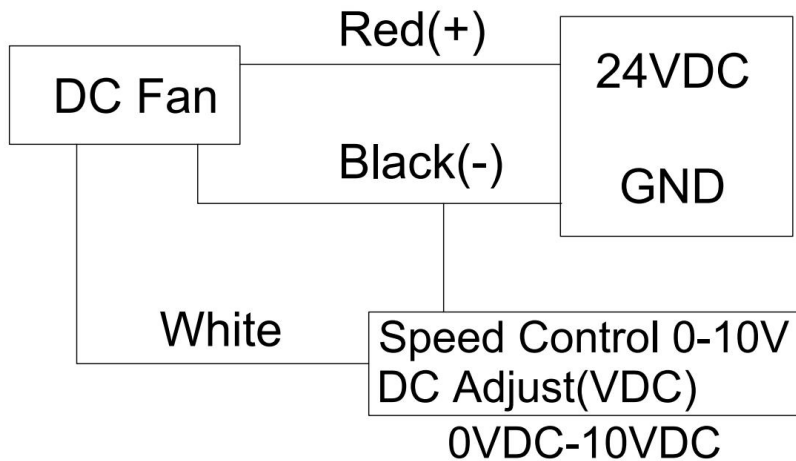 Red(+)
DC Fan
24VDC
Black(-)
GND
White
Speed Control 0-10V
DC Adjust(VDC)
0VDC-10VDC